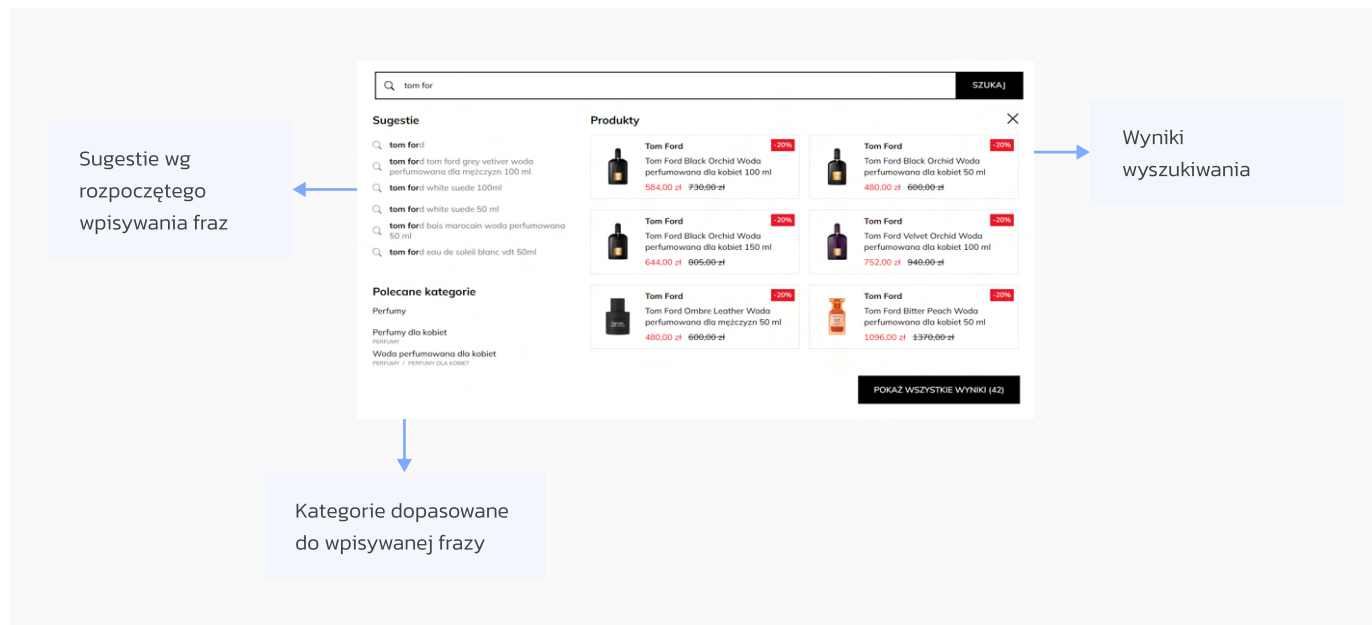 tom for
SZUKAJ
Sugestie
tom ford
tom ford tom ford grey vetiver woda
perfumowana dla mężczyzn 100 ml
tom ford white suede 100ml
tom ford white suede 50 ml
tom ford bois marocain woda perfumowana
50 ml
tom ford eau de soleil blanc vdt 50ml
Polecane kategorie
Perfumy
Perfumy dla kobiet
PERFUMY
Woda perfumowana dla kobiet
PERFUMY / PERFUMY DLA KOBIET
Produkty
Tom Ford
-20%
Tom Ford Black Orchid Woda
perfumowana dla kobiet 100 ml
584,00 zł 730,00 zł
Tom Ford
-20%
Tom Ford Black Orchid Woda
perfumowana dla kobiet 50 ml
480,00 zł 600,00 zł
Tom Ford
-20%
Tom Ford Black Orchid Woda
perfumowana dla kobiet 150 ml
644,00 zł 805,00 zł
Tom Ford
-20%
Tom Ford Velvet Orchid Woda
perfumowana dla kobiet 100 ml
752,00 zł 940,00 zł
Tom Ford
-20%
Tom Ford Ombre Leather Woda
perfumowana dla mężczyzn 50 ml
480,00 zł 600,00 zł
Tom Ford
-20%
Tom Ford Bitter Peach Woda
perfumowana dla kobiet 50 ml
1096,00 zł 1370,00 zł
POKAŻ WSZYSTKIE WYNIKI (42)
Sugestie wg
rozpoczętego
wpisywania fraz
Wyniki
wyszukiwania
Kategorie dopasowane
do wpisywanej frazy